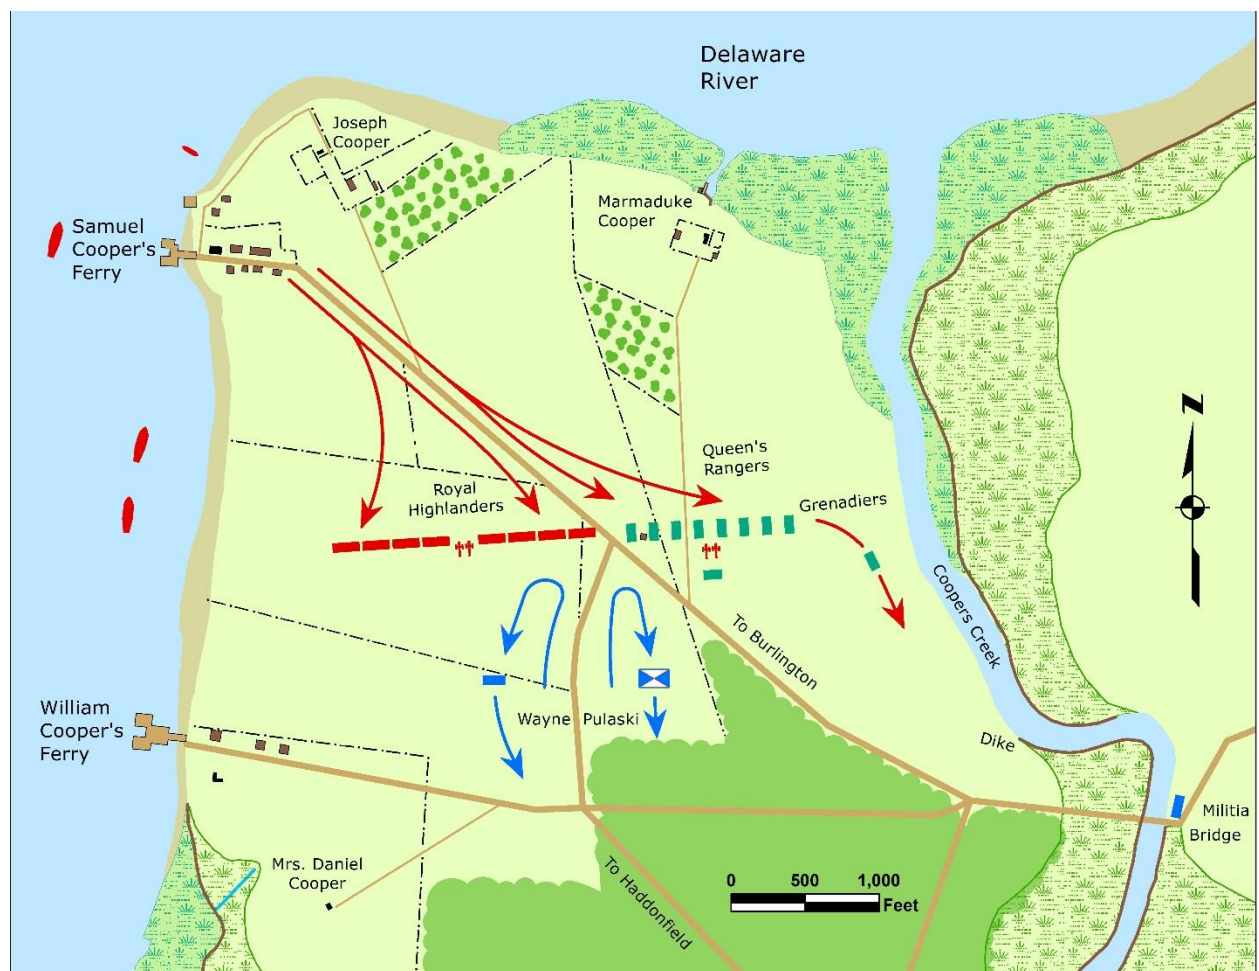 Delaware
River
Joseph
Cooper
Marmaduke
Cooper
Samuel
Cooper's
Ferry
N
Queen's
Rangers
Royal
Highlanders
Grenadiers
Coopers Creek
To Burlington
William
Cooper's
Ferry
Wayne
Pulaski
Dike
Militia
Bridge
Mrs. Daniel
Cooper
To Haddonfield
0 500 1,000
Feet